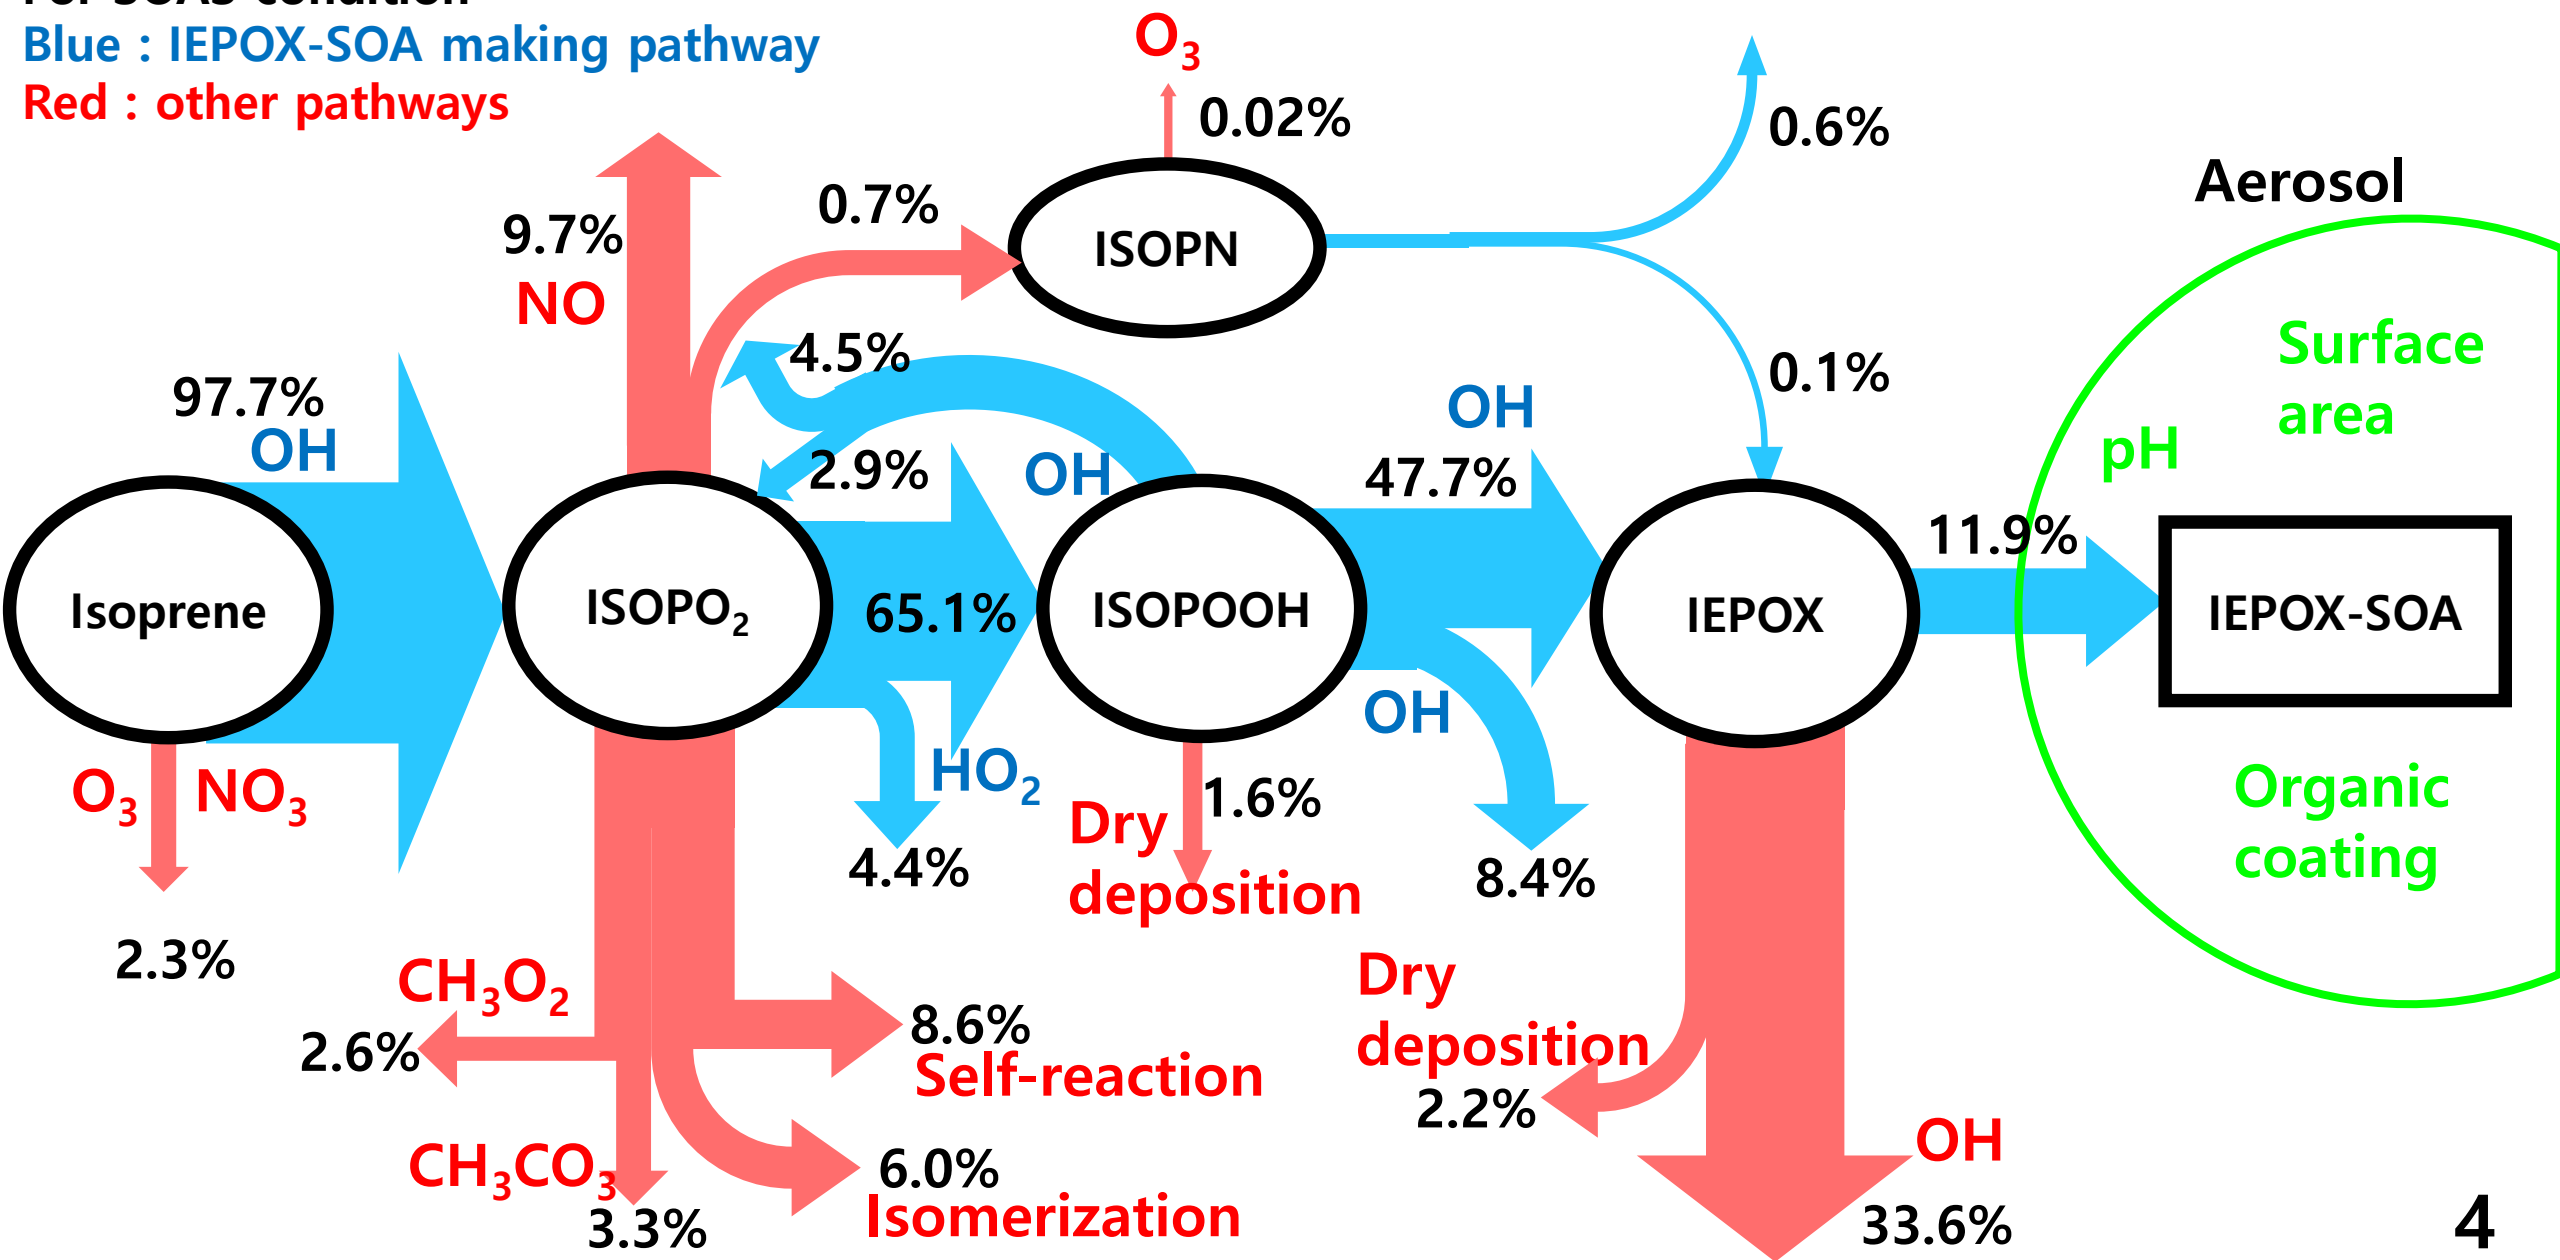 For SOAS condition
Blue : IEPOX-SOA making pathway
Red : other pathways
O₃
0.02%
0.6%
Aerosol
9.7%
NO
0.7%
ISOPN
4.5%
0.1%
Surface
area
pH
97.7%
OH
2.9%
OH
OH
47.7%
11.9%
Isoprene
ISOPO₂
65.1%
ISOPOOH
IEPOX
IEPOX-SOA
OH
O₃
NO₃
HO₂
Dry
deposition
1.6%
4.4%
8.4%
Organic
coating
2.3%
CH₃O₂
2.6%
8.6%
Self-reaction
Dry
deposition
2.2%
CH₃CO₃
3.3%
6.0%
Isomerization
OH
33.6%
4